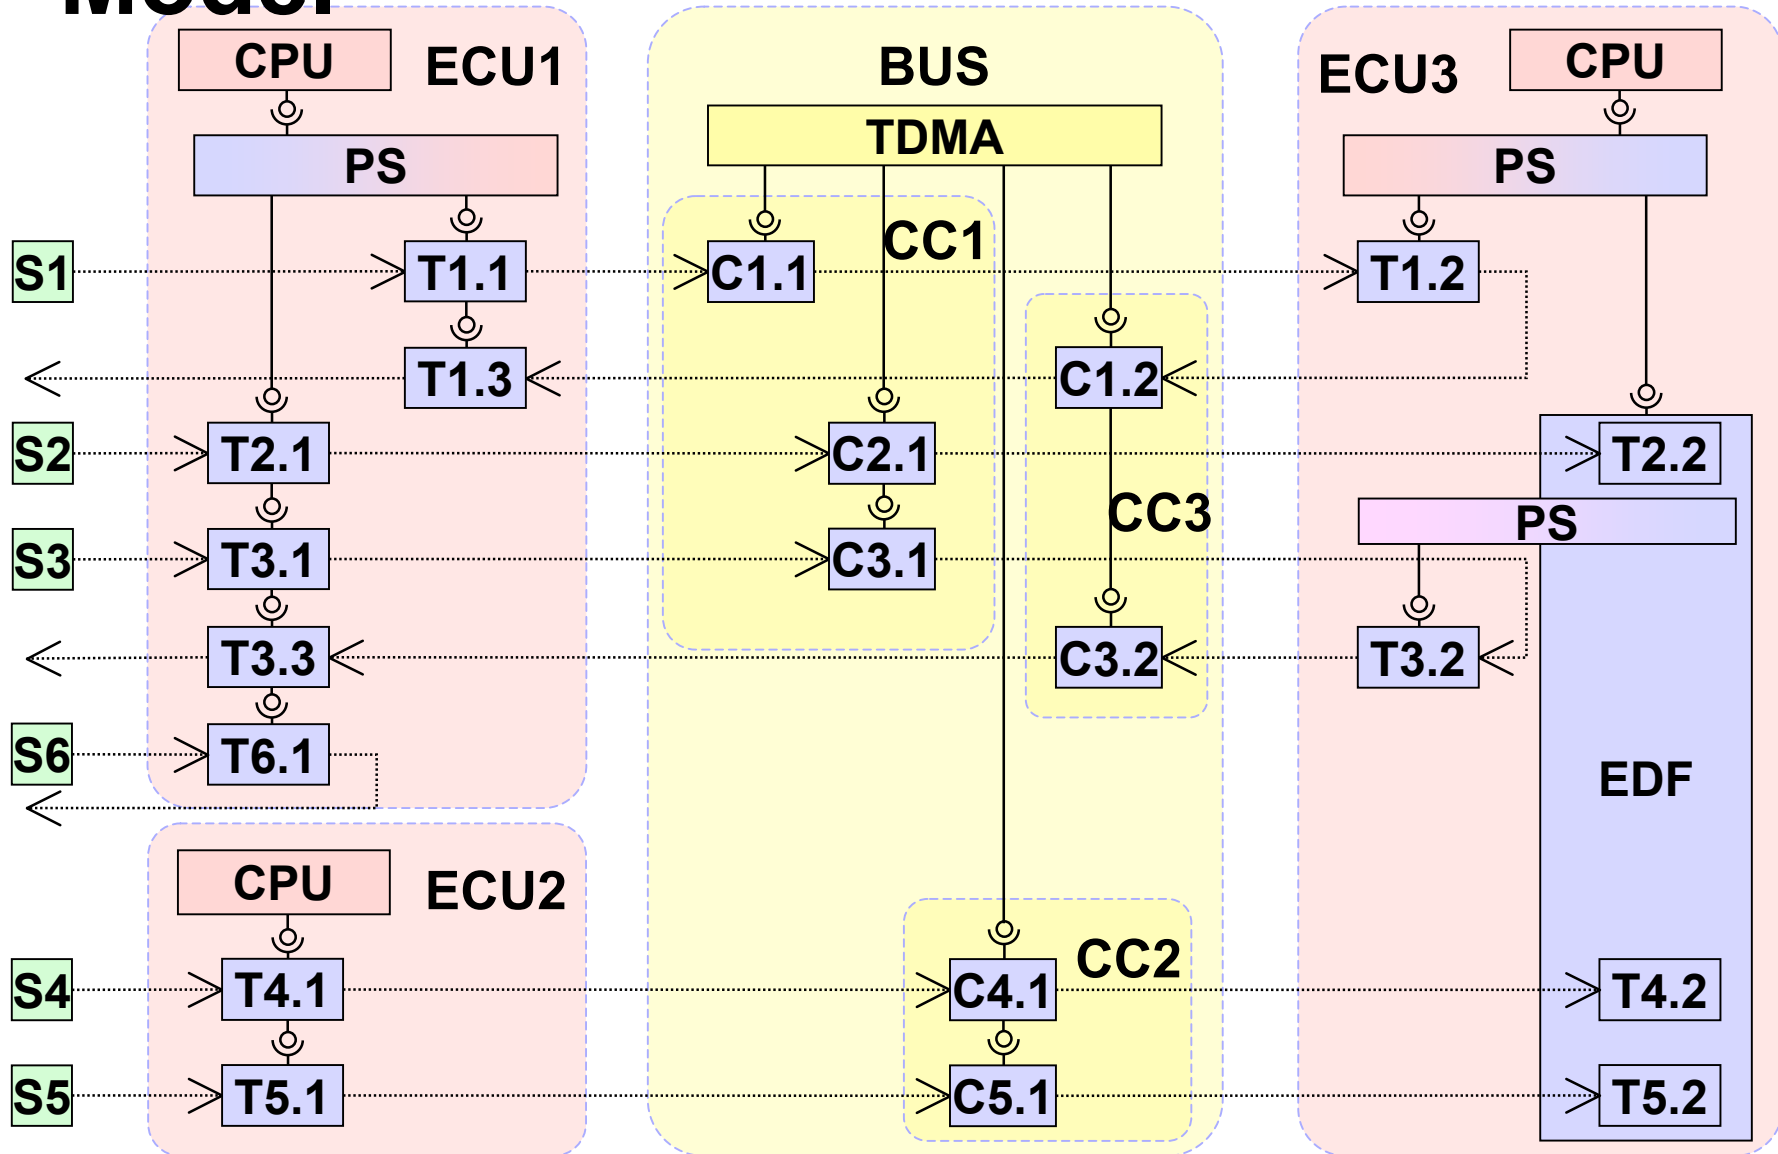 Model
CPU
ECU1
BUS
ECU3
CPU
TDMA
PS
PS
CC1
S1
T1.1
C1.1
T1.2
T1.3
C1.2
S2
T2.1
C2.1
T2.2
CC3
PS
S3
T3.1
C3.1
T3.3
C3.2
T3.2
S6
T6.1
EDF
CPU
ECU2
CC2
S4
T4.1
C4.1
T4.2
S5
T5.1
C5.1
T5.2